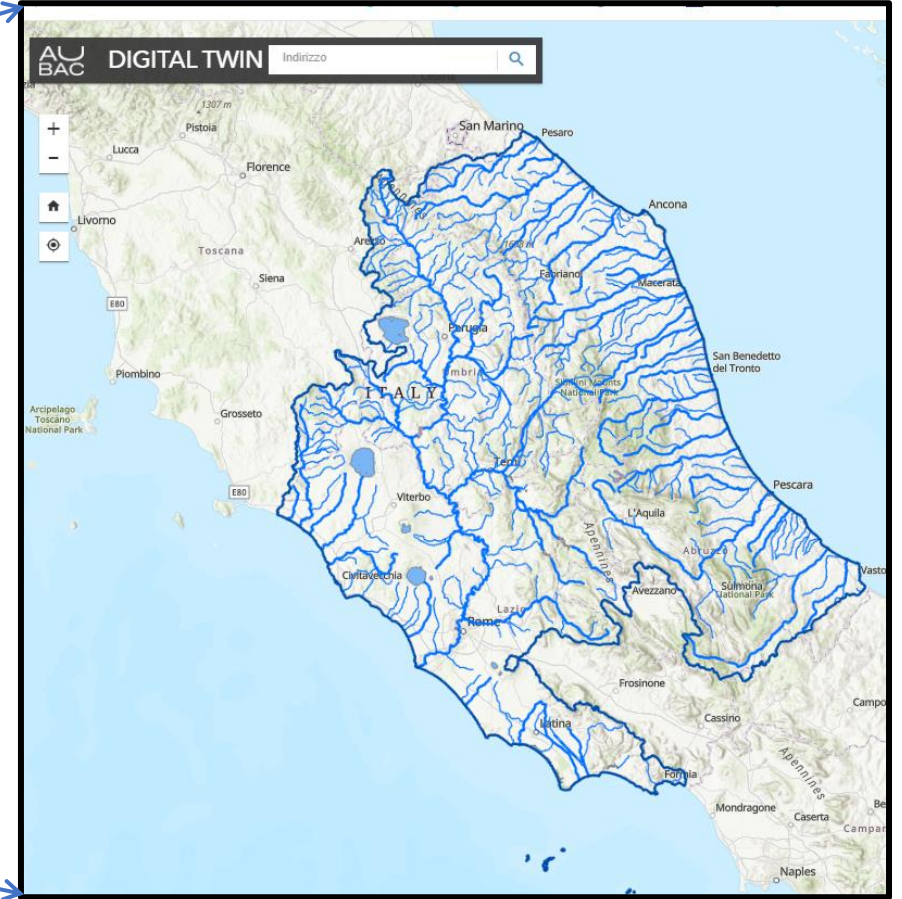 AU
BAC
DIGITAL TWIN
Indirizzo
1307 m
San Marino
Pesaro
Pistoia
+
Lucca
−
Florence
Apennines
Ancona
Livorno
Arezzo
Toscana
Fabriano
Siena
Macerata
E80
Perugia
San Benedetto
del Tronto
Piombino
Umbria
Sibillini Mounts
National Park
ITALY
Arcipelago
Toscano
National Park
Grosseto
Terni
E80
Viterbo
Pescara
L'Aquila
Apennines
Abruzzo
Civitavecchia
Vasto
Sulmona
National Park
Avezzano
Lazio
Rome
Frosinone
Campo
Latina
Cassino
Apennines
Formia
Mondragone
Caserta
Be
Campan
Naples